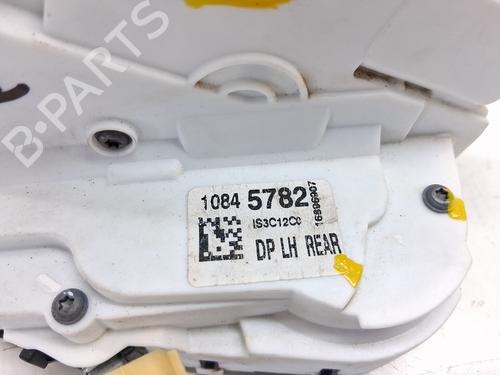 B-PARTS
1084 5782
IS3C12C0
16896907
DP LH REAR